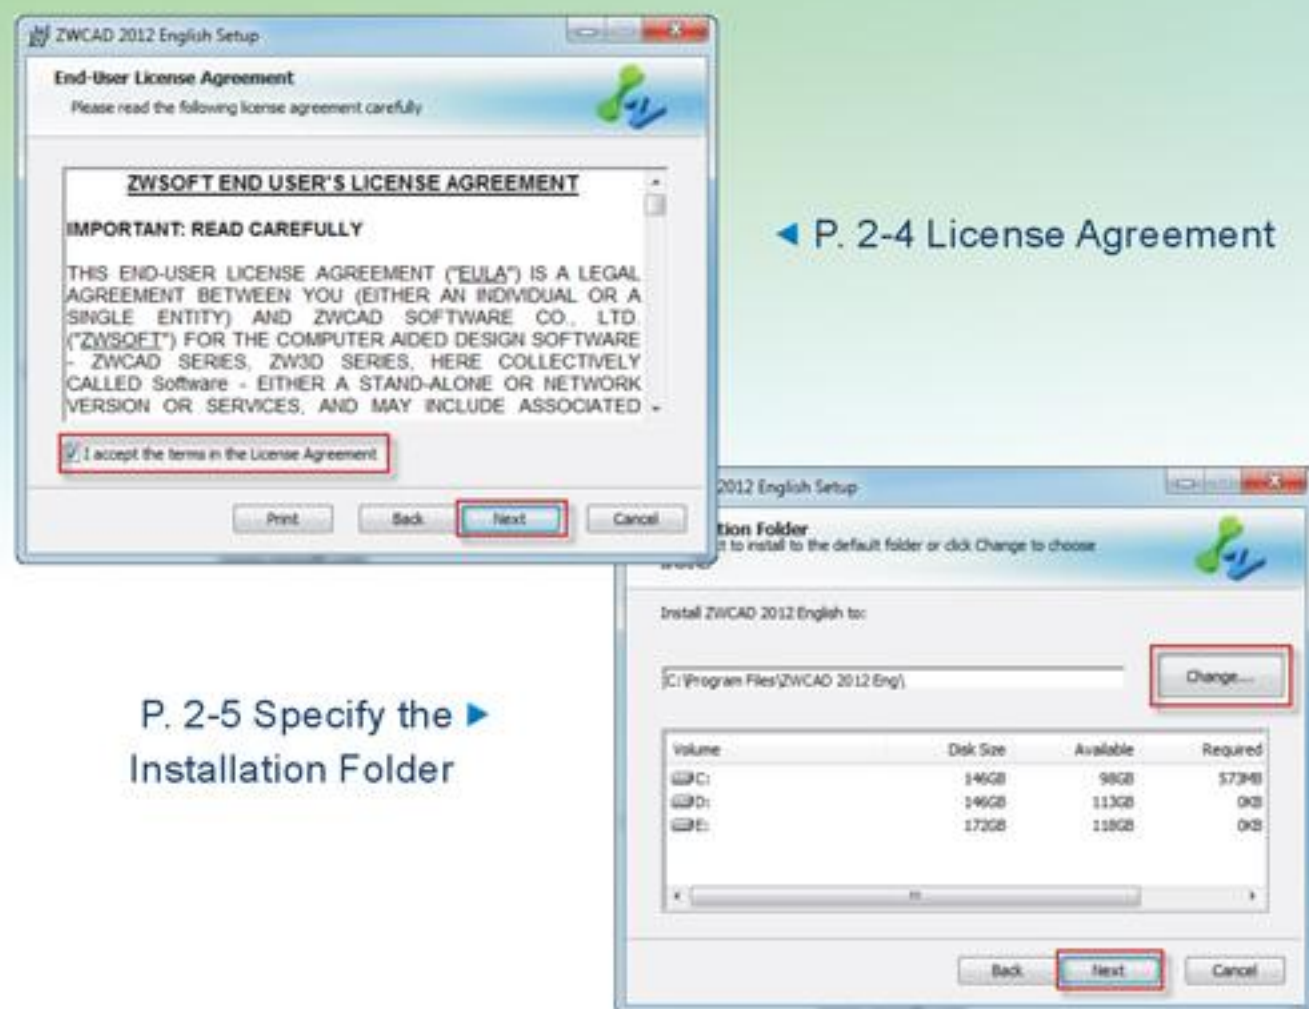 ZWCAD 2012 English Setup
End-User License Agreement
Please read the following license agreement carefully
ZWSOFT END USER'S LICENSE AGREEMENT
IMPORTANT: READ CAREFULLY
THIS END-USER LICENSE AGREEMENT ("EULA") IS A LEGAL
AGREEMENT BETWEEN YOU (EITHER AN INDIVIDUAL OR A
SINGLE ENTITY) AND ZWCAD SOFTWARE CO., LTD.
("ZWSOFT") FOR THE COMPUTER AIDED DESIGN SOFTWARE
- ZWCAD SERIES, ZW3D SERIES, HERE COLLECTIVELY
CALLED Software - EITHER A STAND-ALONE OR NETWORK
VERSION OR SERVICES, AND MAY INCLUDE ASSOCIATED
I accept the terms in the License Agreement
Print Back Next Cancel
◄ P. 2-4 License Agreement
2012 English Setup
tion Folder
t to install to the default folder or click Change to choose
Install ZWCAD 2012 English to:
C:\Program Files\ZWCAD 2012 Eng\
Change...
Volume Disk Size Available Required
C: 146GB 98GB 573MB
D: 146GB 113GB 0KB
E: 172GB 118GB 0KB
Back Next Cancel
P. 2-5 Specify the ►
Installation Folder